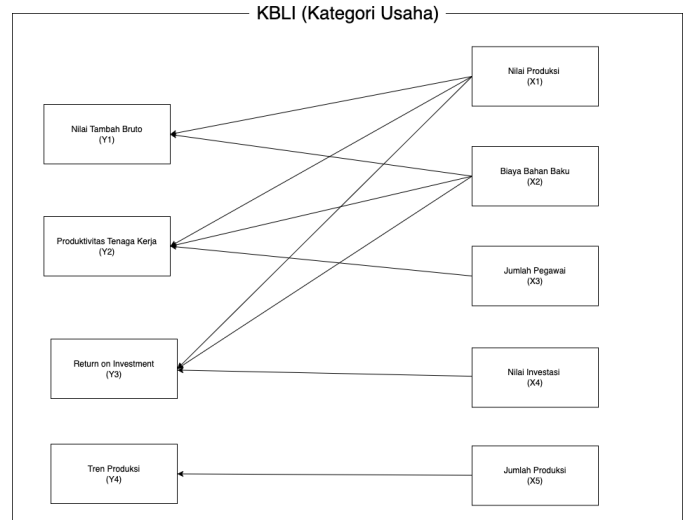 KBLI (Kategori Usaha)
Nilai Tambah Bruto
(Y1)
Produktivitas Tenaga Kerja
(Y2)
Return on Investment
(Y3)
Tren Produksi
(Y4)
Nilai Produksi
(X1)
Biaya Bahan Baku
(X2)
Jumlah Pegawai
(X3)
Nilai Investasi
(X4)
Jumlah Produksi
(X5)